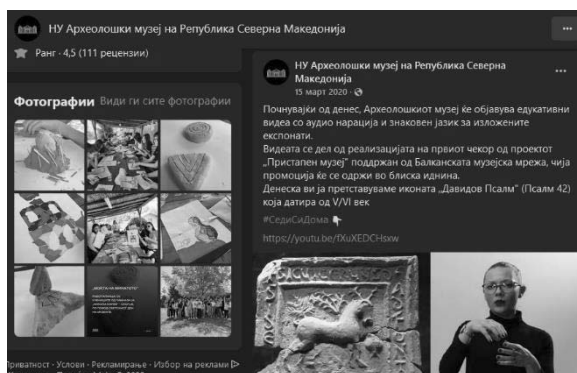 НУ Археолошки музеј на Република Северна Македонија
Ранг · 4,5 (111 рецензии)
Фотографии
Види ги сите фотографии
Приватност · Услови · Рекламирање · Избор на реклами
НУ Археолошки музеј на Република Северна
Македонија
15 март 2020 ·
Почнувајќи од денес, Археолошкиот музеј ќе објавува едукативни
видеа со аудио нарација и знаковен јазик за изложените
експонати.
Видеата се дел од реализацијата на првиот чекор од проектот
„Пристапен музеј" поддржан од Балканската музејска мрежа, чија
промоција ќе се одржи во блиска иднина.
Денеска ви ја претставуваме иконата „Давидов Псалм" (Псалм 42)
која датира од V/VI век
#СедиСиДома
https://youtu.be/fXuXEDCHsxw